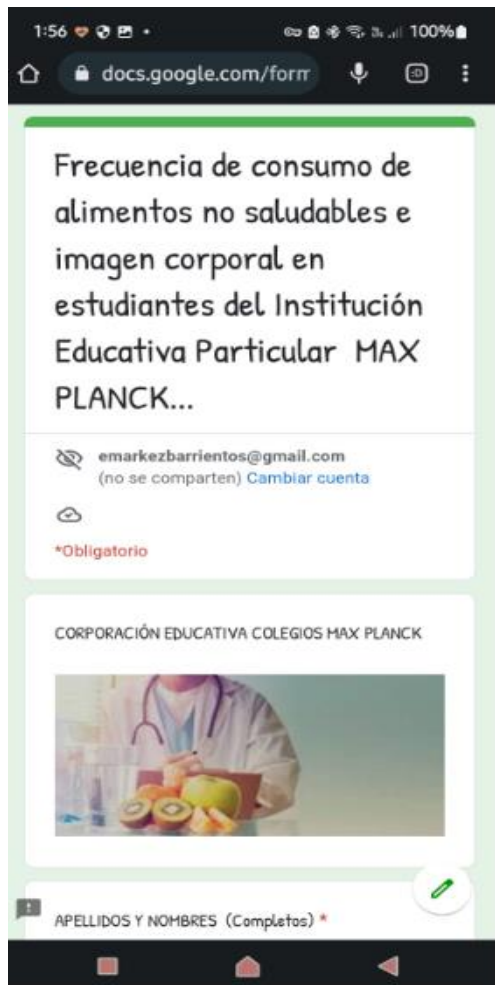 1:56
100%
docs.google.com/forr
Frecuencia de consumo de
alimentos no saludables e
imagen corporal en
estudiantes del Institución
Educativa Particular MAX
PLANCK...
emarkezbarrientos@gmail.com
(no se comparten) Cambiar cuenta
*Obligatorio
CORPORACIÓN EDUCATIVA COLEGIOS MAX PLANCK
APELLIDOS Y NOMBRES (Completos) *